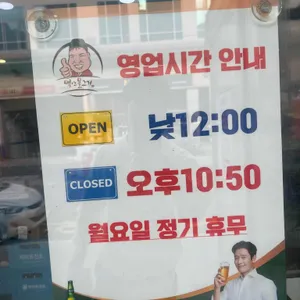 영업시간 안내
OPEN 낮12:00
CLOSED 오후10:50
월요일 정기 휴무